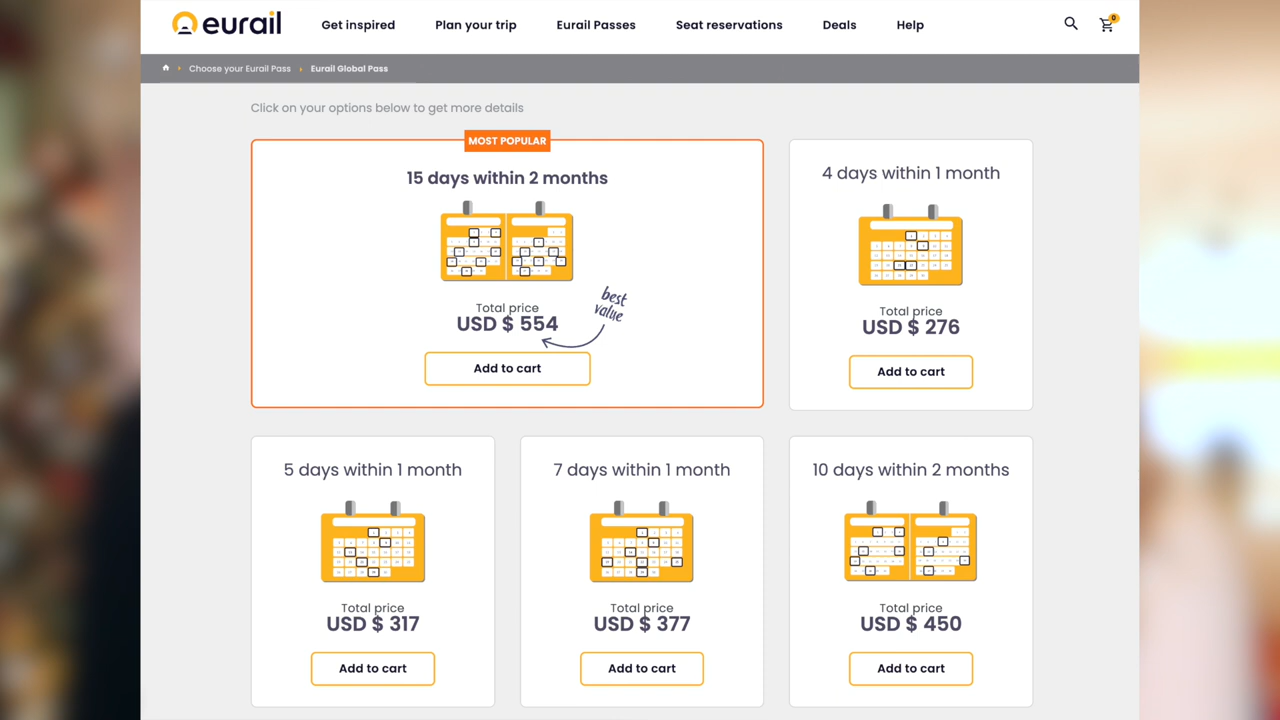 eurail
Get inspired
Plan your trip
Eurail Passes
Seat reservations
Deals
Help
0
Choose your Eurail Pass
Eurail Global Pass
Click on your options below to get more details
MOST POPULAR
15 days within 2 months
Total price
USD $ 554
best
value
Add to cart
4 days within 1 month
Total price
USD $ 276
Add to cart
5 days within 1 month
Total price
USD $ 317
Add to cart
7 days within 1 month
Total price
USD $ 377
Add to cart
10 days within 2 months
Total price
USD $ 450
Add to cart